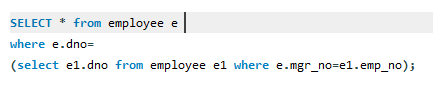 SELECT * from employee e
where e.dno=
(select e1.dno from employee e1 where e.mgr_no=e1.emp_no);